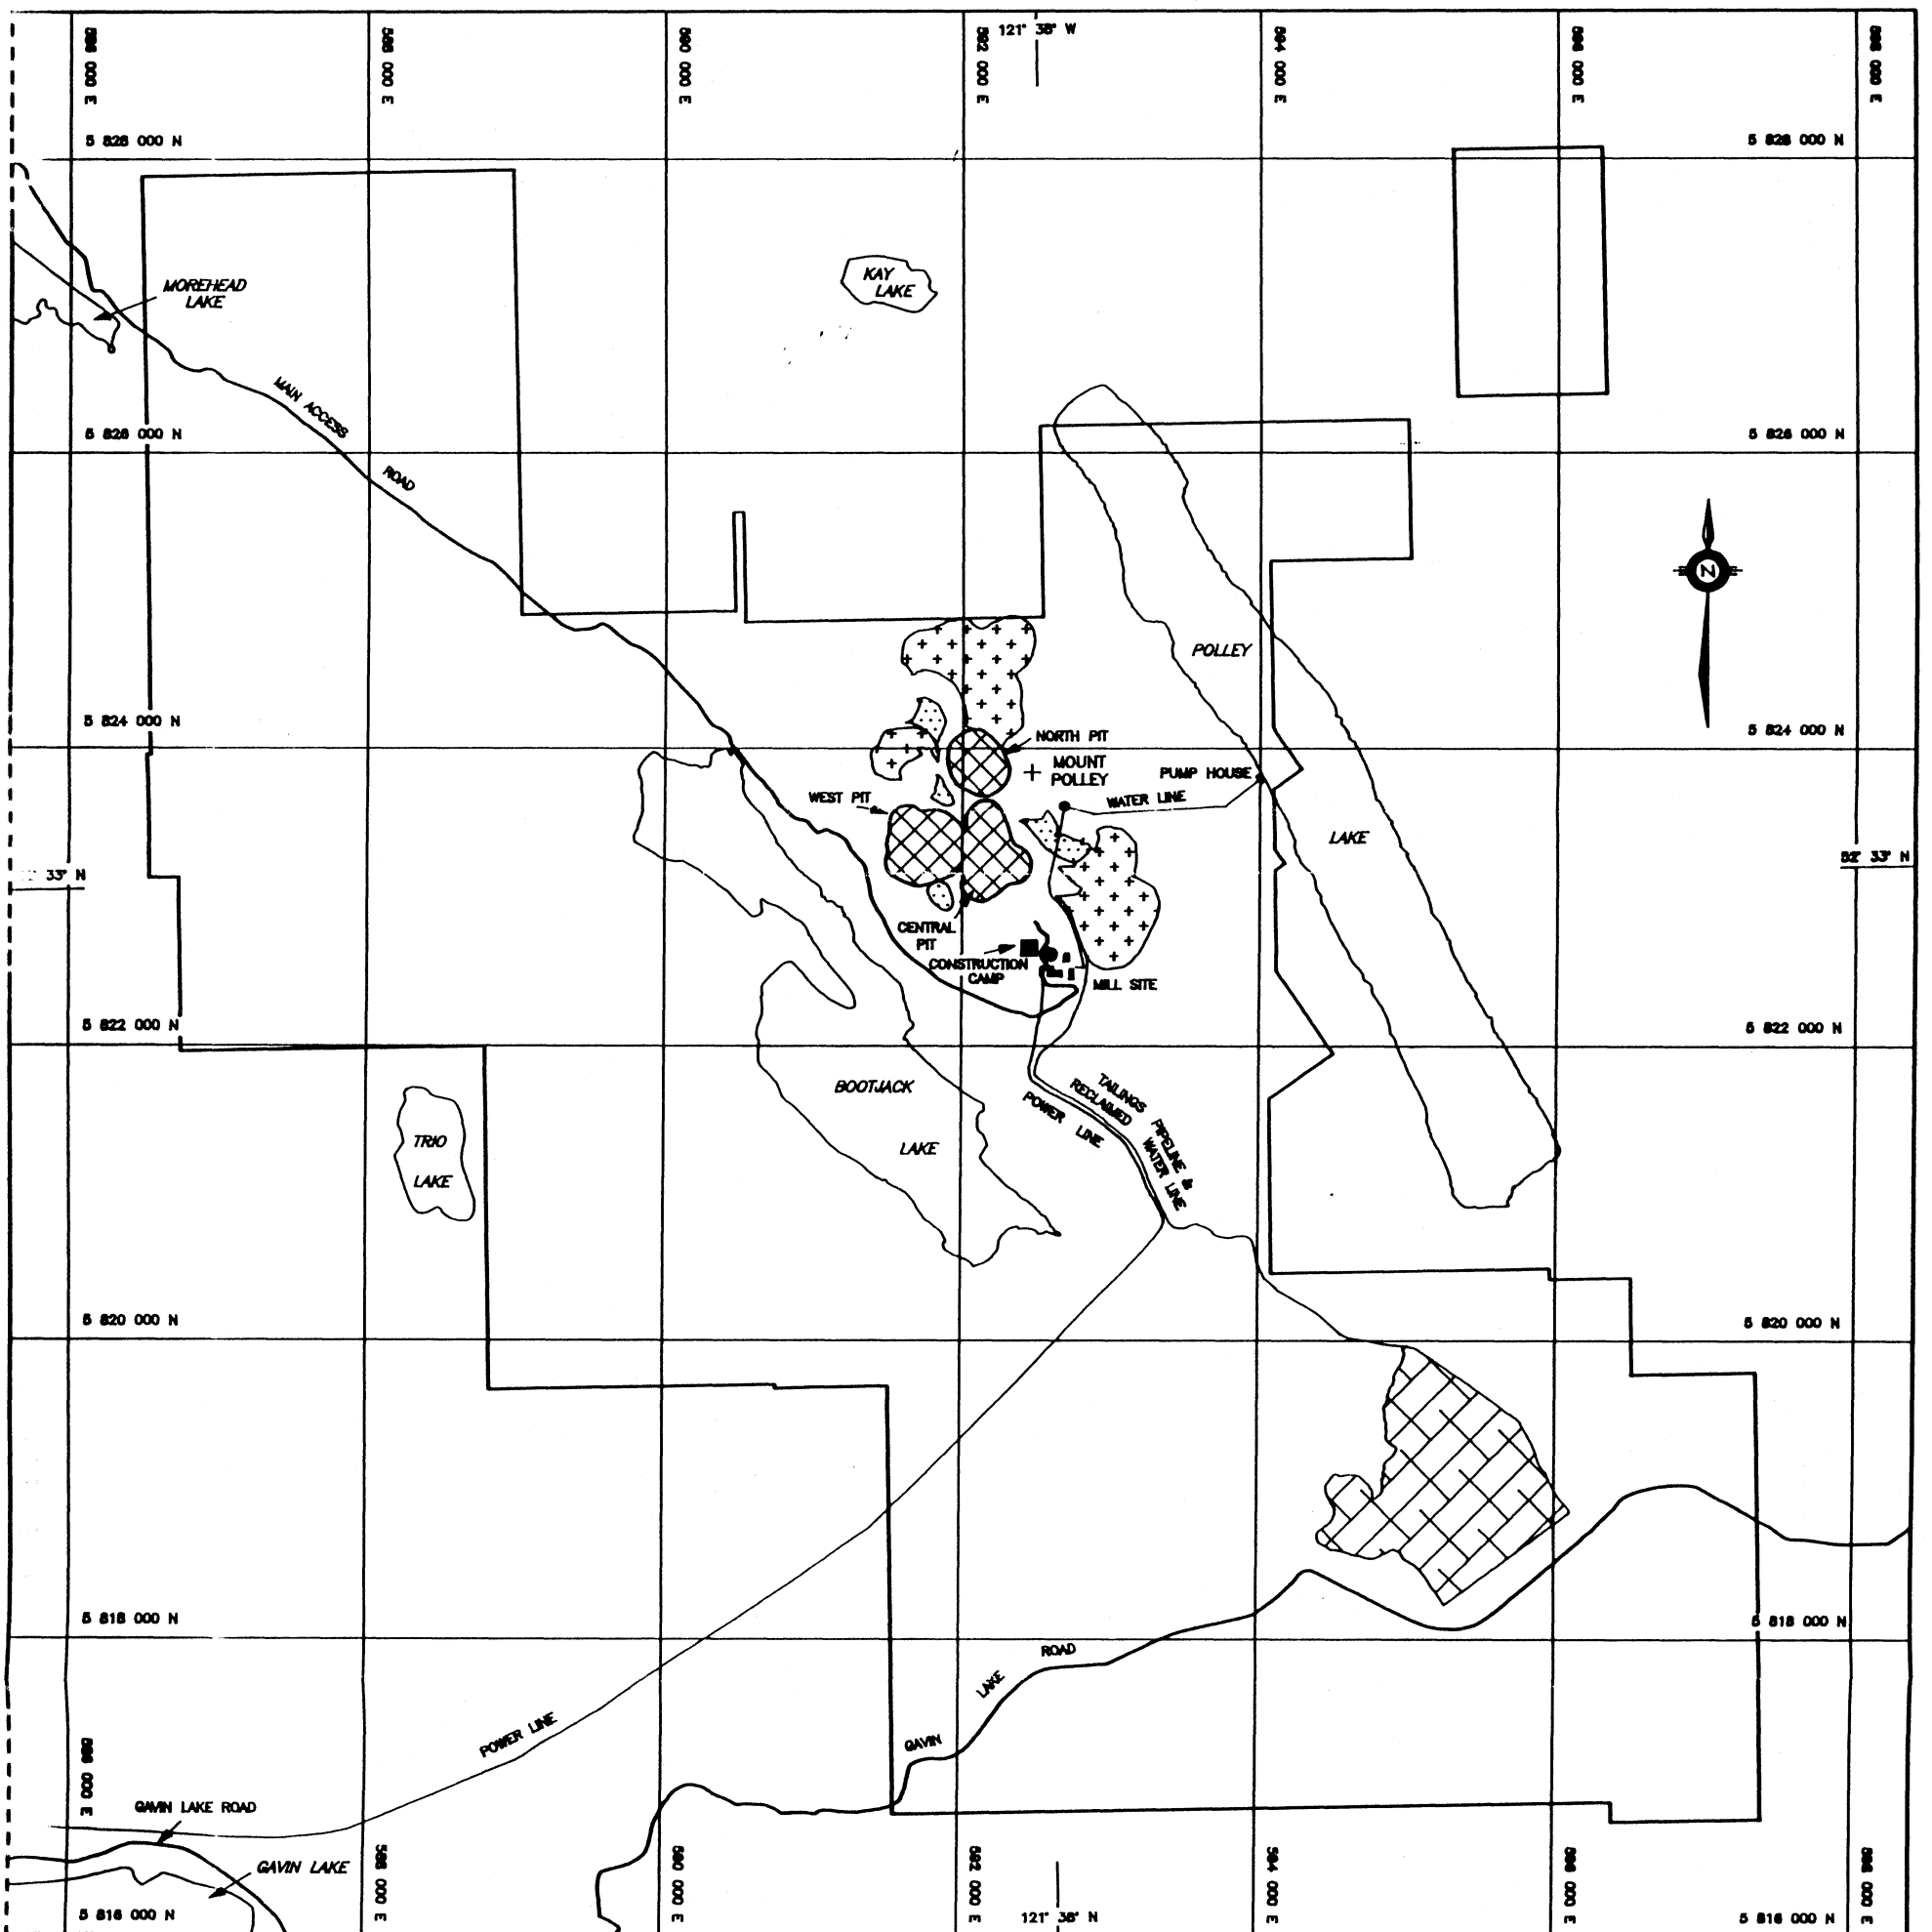 586 000 E
588 000 E
590 000 E
592 000 E
121° 38' W
594 000 E
596 000 E
598 000 E
5 828 000 N
5 828 000 N
MOREHEAD
LAKE
KAY
LAKE
MAIN ACCESS
ROAD
5 826 000 N
5 826 000 N
N
POLLEY
5 824 000 N
5 824 000 N
NORTH PIT
MOUNT
POLLEY
PUMP HOUSE
WEST PIT
WATER LINE
LAKE
33' N
52° 33' N
CENTRAL
PIT
CONSTRUCTION
CAMP
MILL SITE
5 822 000 N
5 822 000 N
BOOTJACK
LAKE
TRIO
LAKE
TAILINGS PIPELINE &
RECLAIMED WATER LINE
POWER LINE
5 820 000 N
5 820 000 N
5 818 000 N
5 818 000 N
GAVIN LAKE ROAD
POWER LINE
586 000 E
GAVIN LAKE ROAD
GAVIN LAKE
588 000 E
590 000 E
592 000 E
121° 38' N
594 000 E
596 000 E
598 000 E
5 816 000 N
5 816 000 N